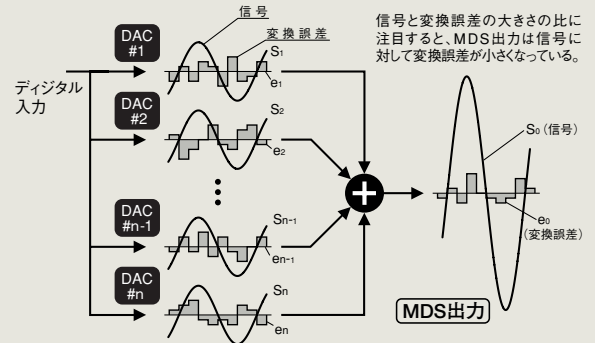 信号
変換誤差
信号と変換誤差の大きさの比に
注目すると、MDS出力は信号に
対して変換誤差が小さくなっている。
ディジタル
入力
DAC
#1
S1
e1
DAC
#2
S2
e2
DAC
#n-1
Sn-1
en-1
DAC
#n
Sn
en
+
S0(信号)
e0
(変換誤差)
MDS出力